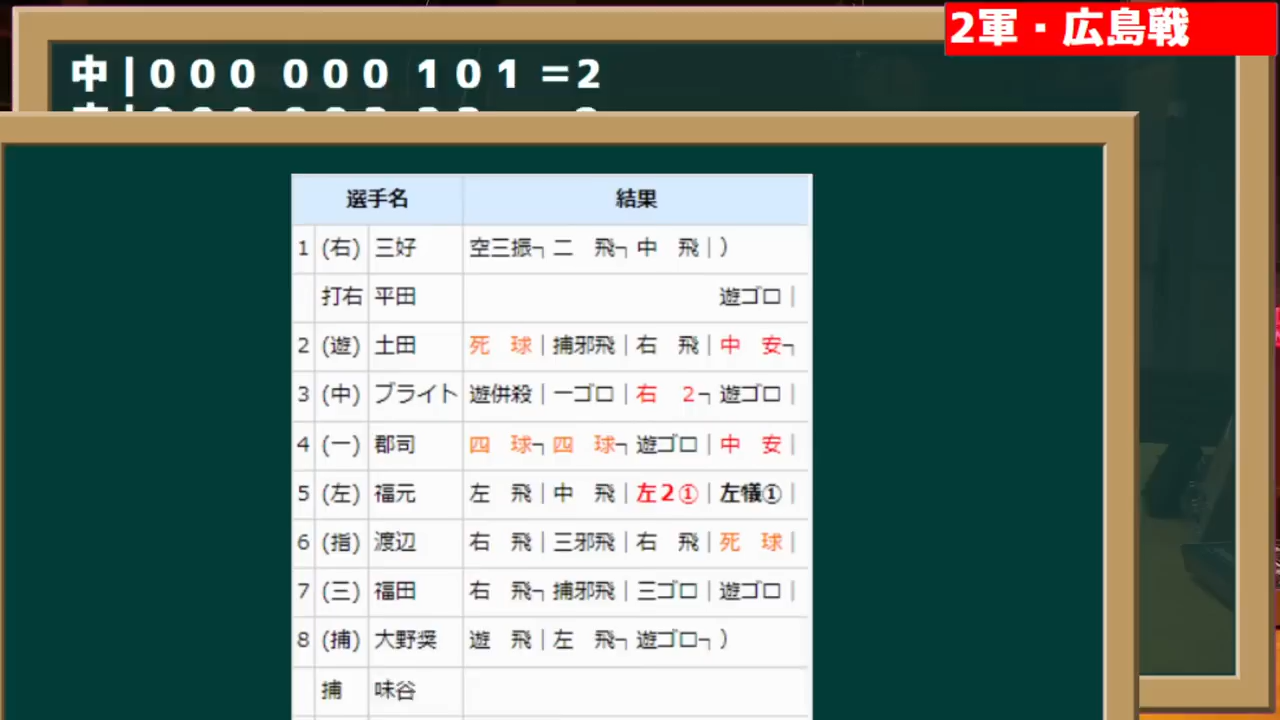 2軍・広島戦
中|000 000 101 =2
選手名 結果
1 (右) 三好 空三振┐二 飛┐中 飛|)
打右 平田 遊ゴロ|
2 (遊) 土田 死 球|捕邪飛|右 飛|中 安┐
3 (中) ブライト 遊併殺|一ゴロ|右 2┐遊ゴロ|
4 (一) 郡司 四 球┐四 球┐遊ゴロ|中 安|
5 (左) 福元 左 飛|中 飛|左2①|左犠①|
6 (指) 渡辺 右 飛|三邪飛|右 飛|死 球|
7 (三) 福田 右 飛┐捕邪飛|三ゴロ|遊ゴロ|
8 (捕) 大野奨 遊 飛|左 飛┐遊ゴロ┐)
捕 味谷